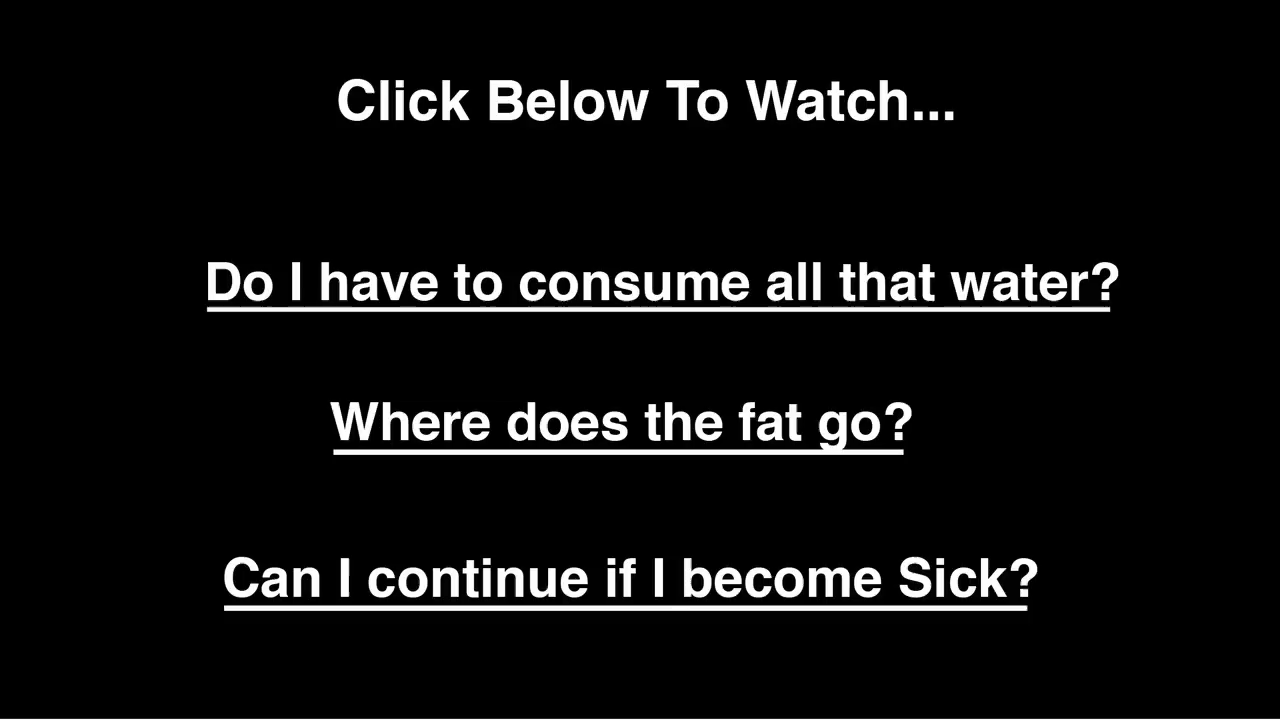 Click Below To Watch...
Do I have to consume all that water?
Where does the fat go?
Can I continue if I become Sick?